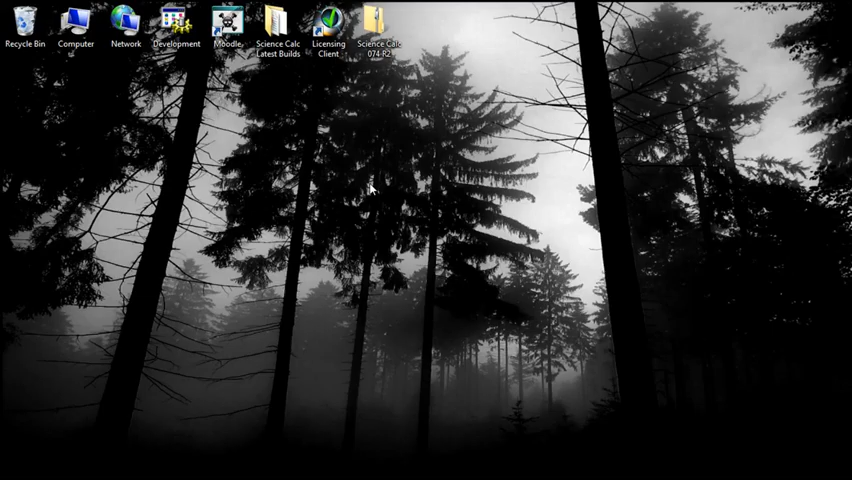 Recycle Bin
Computer
Network
Development
Moodle
Science Calc
Latest Builds
Licensing
Client
Science Calc
074 R2